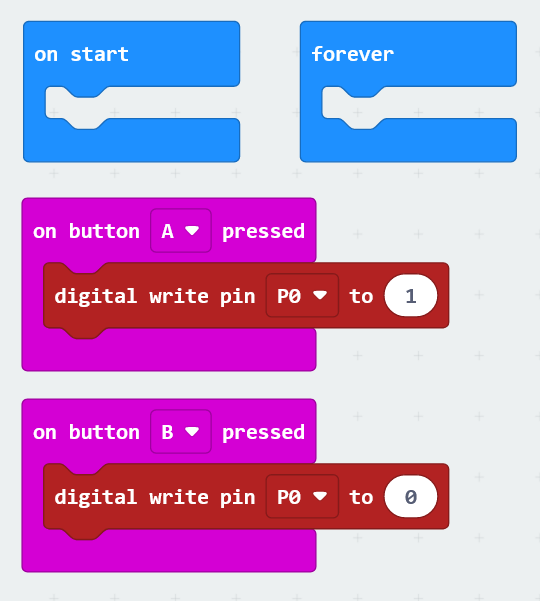 on start
forever
on button A pressed
digital write pin P0 to 1
on button B pressed
digital write pin P0 to 0